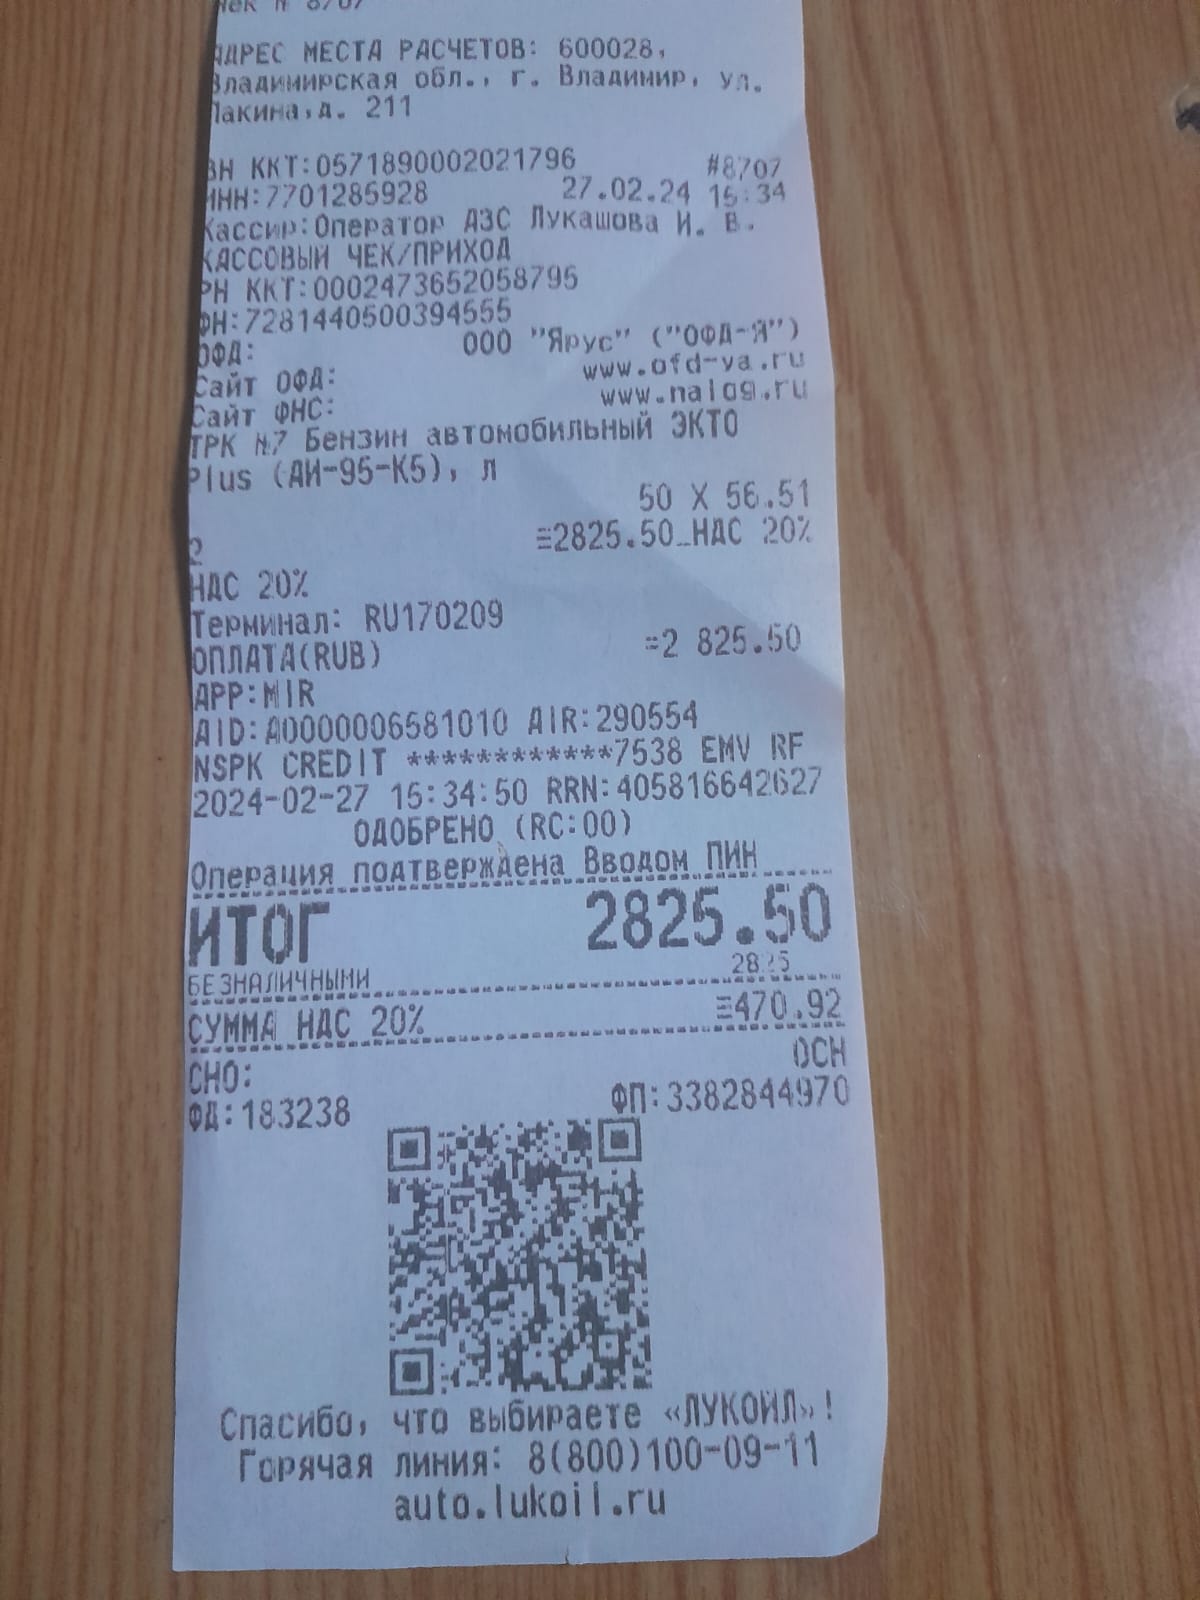 Чек № 8707
АДРЕС МЕСТА РАСЧЕТОВ: 600028,
Владимирская обл., г. Владимир, ул.
Лакина,д. 211
ЗН ККТ:0571890002021796 #8707
ИНН:7701285928 27.02.24 15:34
Кассир:Оператор АЗС Лукашова И. В.
КАССОВЫЙ ЧЕК/ПРИХОД
РН ККТ:0002473652058795
ФН:7281440500394555
ОФД: ООО "Ярус" ("ОФД-Я")
Сайт ОФД: www.ofd-ya.ru
Сайт ФНС: www.nalog.ru
ТРК №7 Бензин автомобильный ЭКТО
Plus (АИ-95-К5), л
50 X 56.51
2 ≡2825.50_НДС 20%
НДС 20%
Терминал: RU170209
ОПЛАТА(RUB) =2 825.50
APP:MIR
AID:A0000006581010 AIR:290554
NSPK CREDIT ************7538 EMV RF
2024-02-27 15:34:50 RRN:405816642627
ОДОБРЕНО (RC:00)
Операция подтверждена Вводом ПИН
ИТОГ 2825.50
БЕЗНАЛИЧНЫМИ
СУММА НДС 20% ≡470.92
СНО: ОСН
ФД:183238 ФП:3382844970
Спасибо, что выбираете «ЛУКОЙЛ»!
Горячая линия: 8(800)100-09-11
auto.lukoil.ru